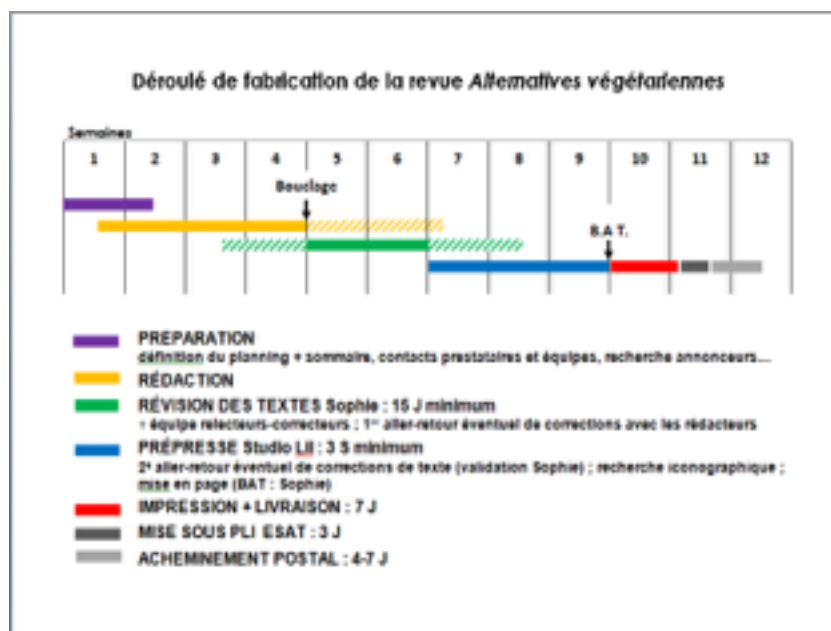 Déroulé de fabrication de la revue Alternatives végétariennes
Semaines
1 2 3 4 5 6 7 8 9 10 11 12
Bouclage
B.A.T.
PREPARATION
définition du planning + sommaire, contacts prestataires et équipes, recherche annonceurs…
RÉDACTION
RÉVISION DES TEXTES Sophie : 15 J minimum
+ équipe relecteurs-correcteurs ; 1er aller-retour éventuel de corrections avec les rédacteurs
PRÉPRESSE Studio Lil : 3 S minimum
2e aller-retour éventuel de corrections de texte (validation Sophie) ; recherche iconographique ;
mise en page (BAT : Sophie)
IMPRESSION + LIVRAISON : 7 J
MISE SOUS PLI ESAT : 3 J
ACHEMINEMENT POSTAL : 4-7 J